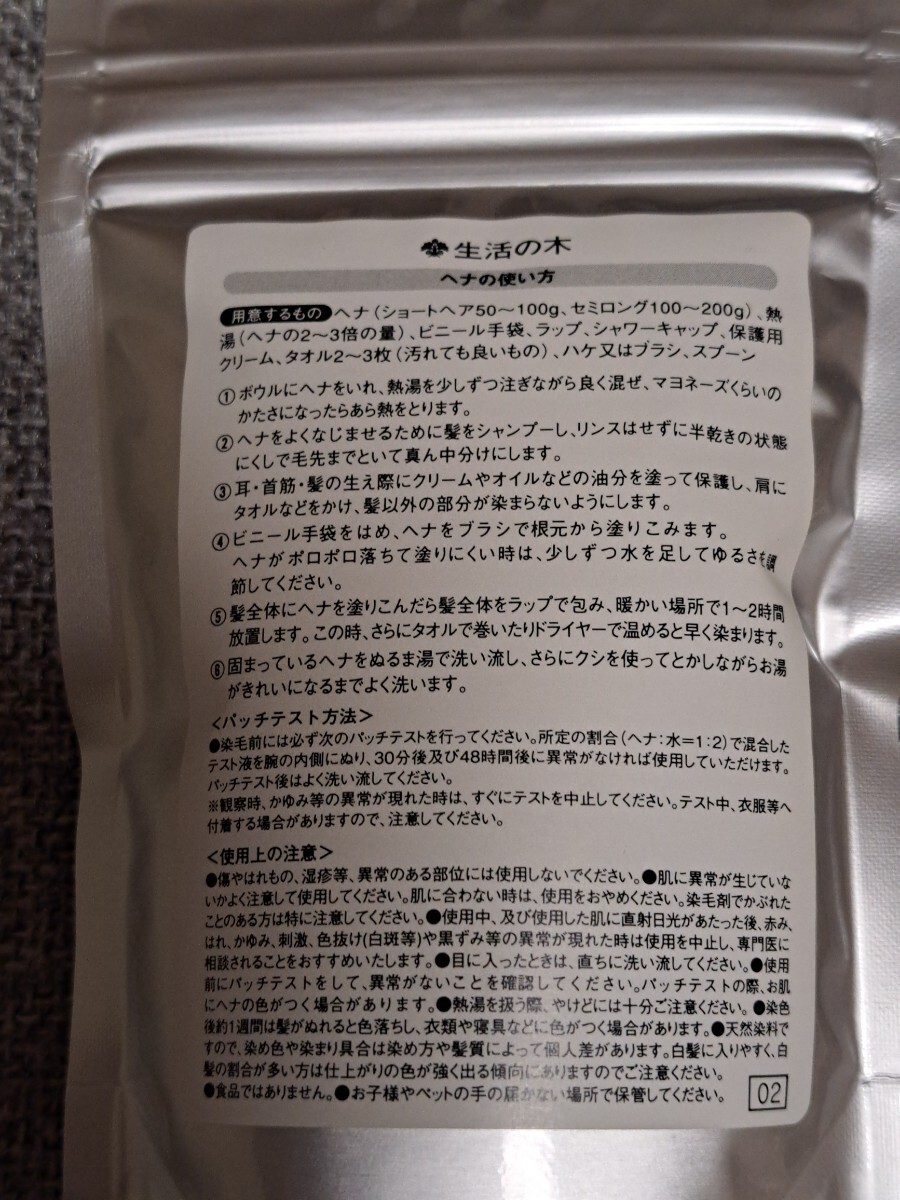 生活の木
ヘナの使い方
用意するもの ヘナ(ショートヘア50〜100g、セミロング100〜200g)、熱
湯(ヘナの2〜3倍の量)、ビニール手袋、ラップ、シャワーキャップ、保護用
クリーム、タオル2〜3枚(汚れても良いもの)、ハケ又はブラシ、スプーン
①ボウルにヘナをいれ、熱湯を少しずつ注ぎながら良く混ぜ、マヨネーズくらいの
かたさになったらあら熱をとります。
②ヘナをよくなじませるために髪をシャンプーし、リンスはせずに半乾きの状態
にくしで毛先までといて真ん中分けにします。
③耳・首筋・髪の生え際にクリームやオイルなどの油分を塗って保護し、肩に
タオルなどをかけ、髪以外の部分が染まらないようにします。
④ビニール手袋をはめ、ヘナをブラシで根元から塗りこみます。
ヘナがポロポロ落ちて塗りにくい時は、少しずつ水を足してゆるさを調
節してください。
⑤髪全体にヘナを塗りこんだら髪全体をラップで包み、暖かい場所で1〜2時間
放置します。この時、さらにタオルで巻いたりドライヤーで温めると早く染まります。
⑥固まっているヘナをぬるま湯で洗い流し、さらにクシを使ってとかしながらお湯
がきれいになるまでよく洗います。
<パッチテスト方法>
●染毛前には必ず次のパッチテストを行ってください。所定の割合(ヘナ:水=1:2)で混合した
テスト液を腕の内側にぬり、30分後及び48時間後に異常がなければ使用していただけます。
パッチテスト後はよく洗い流してください。
※観察時、かゆみ等の異常が現れた時は、すぐにテストを中止してください。テスト中、衣服等へ
付着する場合がありますので、注意してください。
<使用上の注意>
●傷やはれもの、湿疹等、異常のある部位には使用しないでください。●肌に異常が生じていな
いかよく注意して使用してください。肌に合わない時は、使用をおやめください。染毛剤でかぶれた
ことのある方は特に注意してください。●使用中、及び使用した肌に直射日光があたった後、赤み、
はれ、かゆみ、刺激、色抜け(白斑等)や黒ずみ等の異常が現れた時は使用を中止し、専門医に
相談されることをおすすめいたします。●目に入ったときは、直ちに洗い流してください。●使用
前にパッチテストをして、異常がないことを確認してください。パッチテストの際、お肌
にヘナの色がつく場合があります。●熱湯を扱う際、やけどには十分ご注意ください。●染色
後約1週間は髪がぬれると色落ちし、衣類や寝具などに色がつく場合があります。●天然染料で
すので、染め色や染まり具合は染め方や髪質によって個人差があります。白髪に入りやすく、白
髪の割合が多い方は仕上がりの色が強く出る傾向にありますのでご注意ください。
●食品ではありません。●お子様やペットの手の届かない場所で保管してください。 02